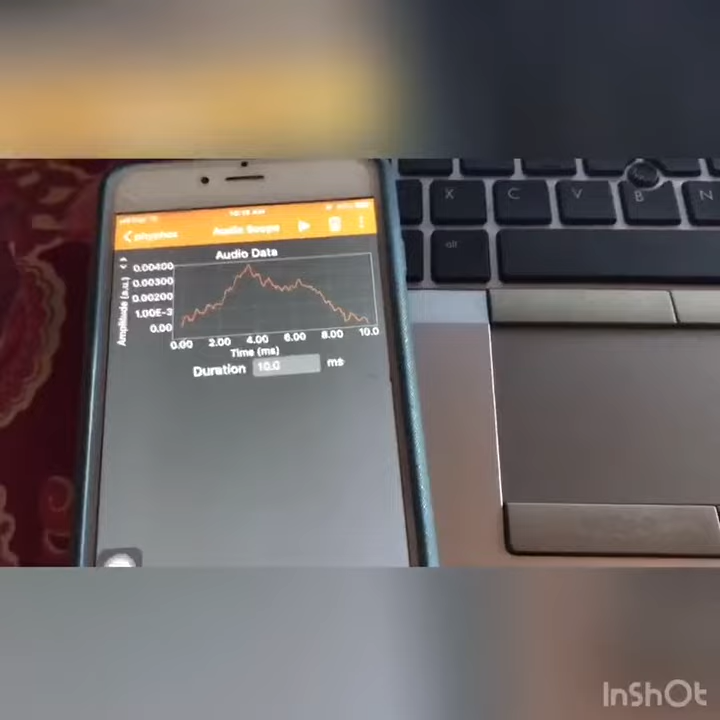 phyphox Audio Scope
Audio Data
Amplitude (a.u.)
0.00400
0.00300
0.00200
1.00E-3
0.00
0.00 2.00 4.00 6.00 8.00 10.0
Time (ms)
Duration 10.0 ms
X C V B N
alt
InShOt